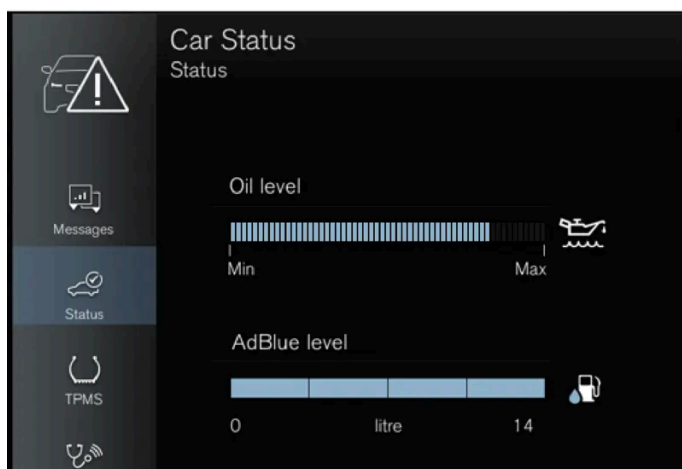 Car Status
Status
Messages
Status
TPMS
Oil level
Min Max
AdBlue level
0 litre 14